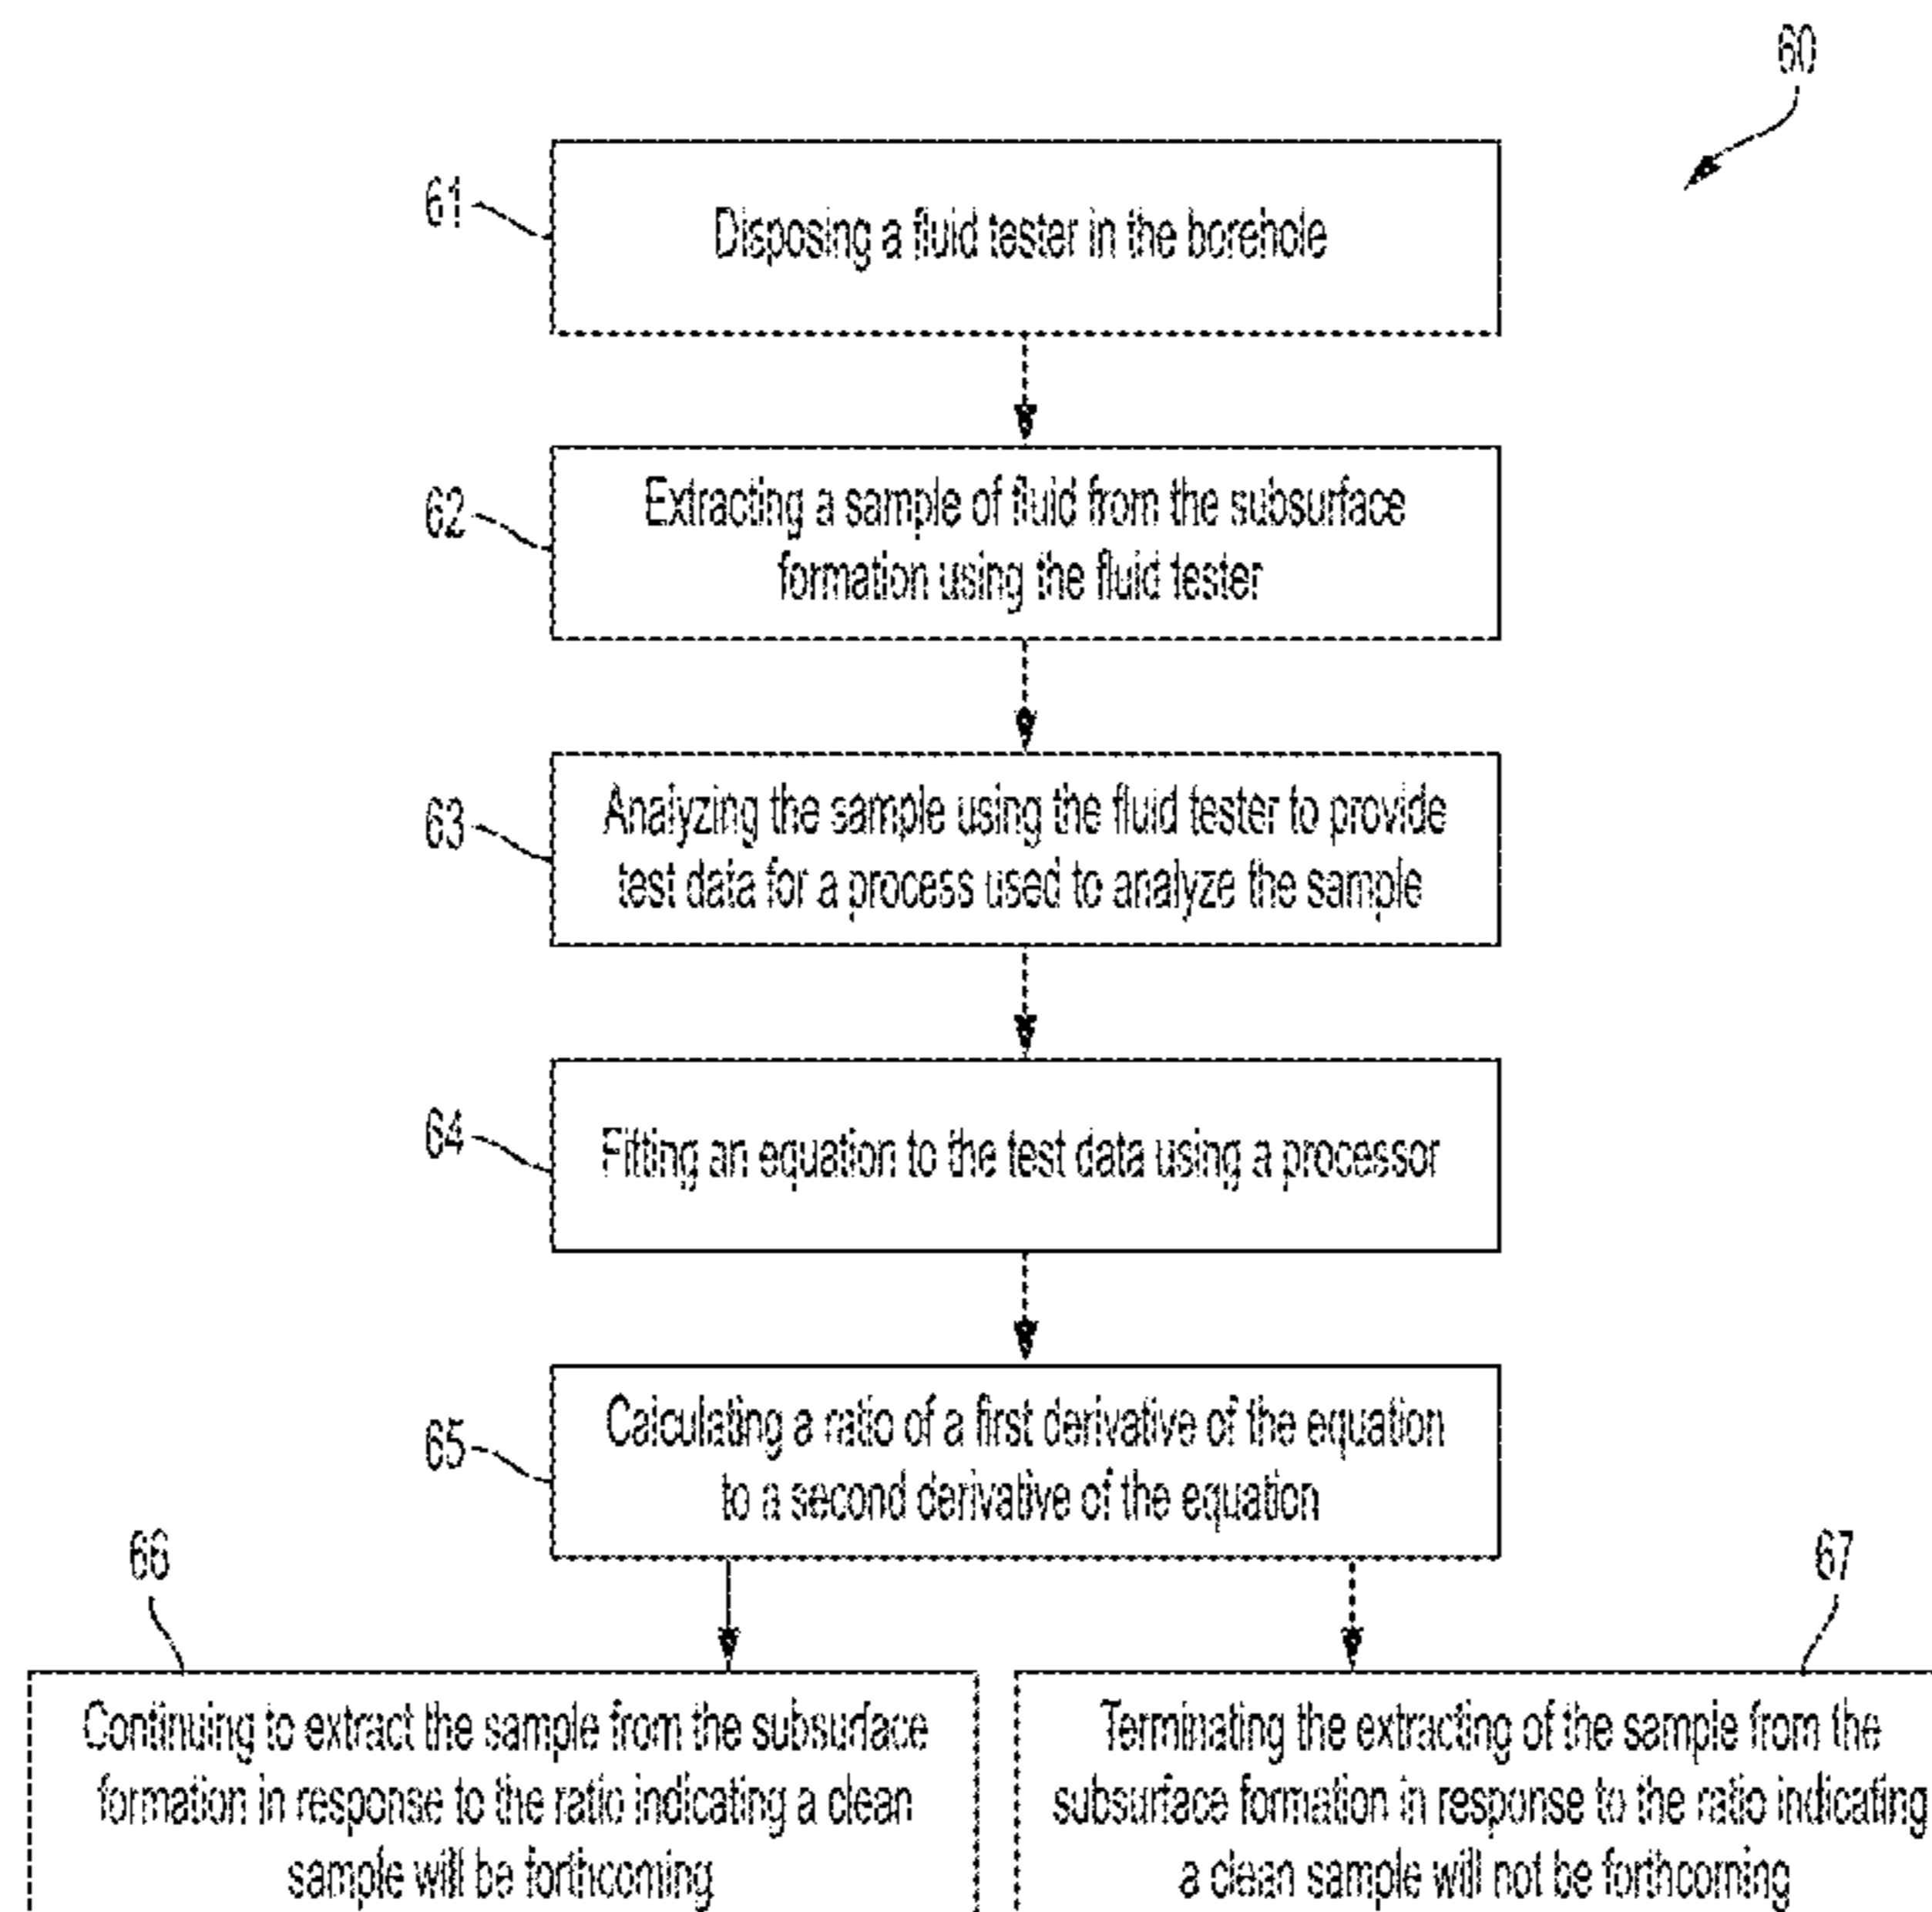 60
61
Disposing a fluid tester in the borehole
62
Extracting a sample of fluid from the subsurface
formation using the fluid tester
63
Analyzing the sample using the fluid tester to provide
test data for a process used to analyze the sample
64
Fitting an equation to the test data using a processor
65
Calculating a ratio of a first derivative of the equation
to a second derivative of the equation
66
Continuing to extract the sample from the subsurface
formation in response to the ratio indicating a clean
sample will be forthcoming
67
Terminating the extracting of the sample from the
subsurface formation in response to the ratio indicating
a clean sample will not be forthcoming